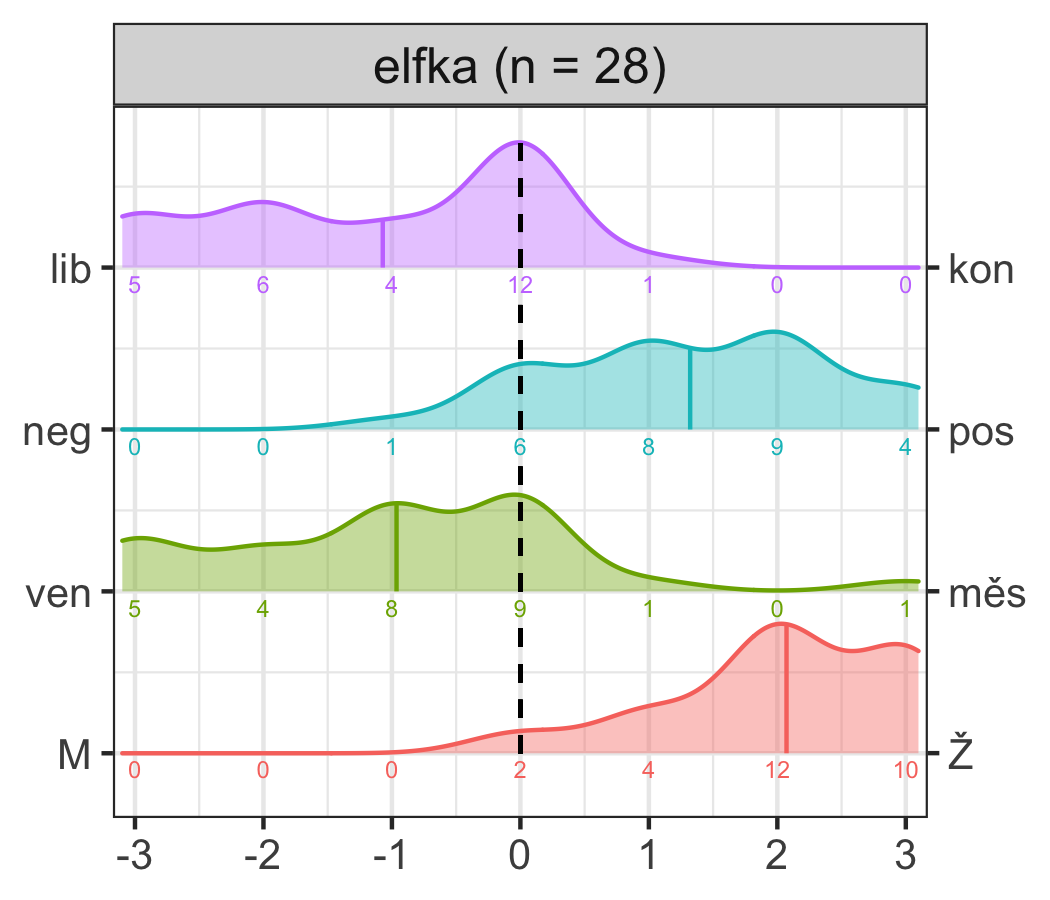 elfka (n = 28)
lib kon
5 6 4 12 1 0 0
neg pos
0 0 1 6 8 9 4
ven měs
5 4 8 9 1 0 1
M Ž
0 0 0 2 4 12 10
-3 -2 -1 0 1 2 3